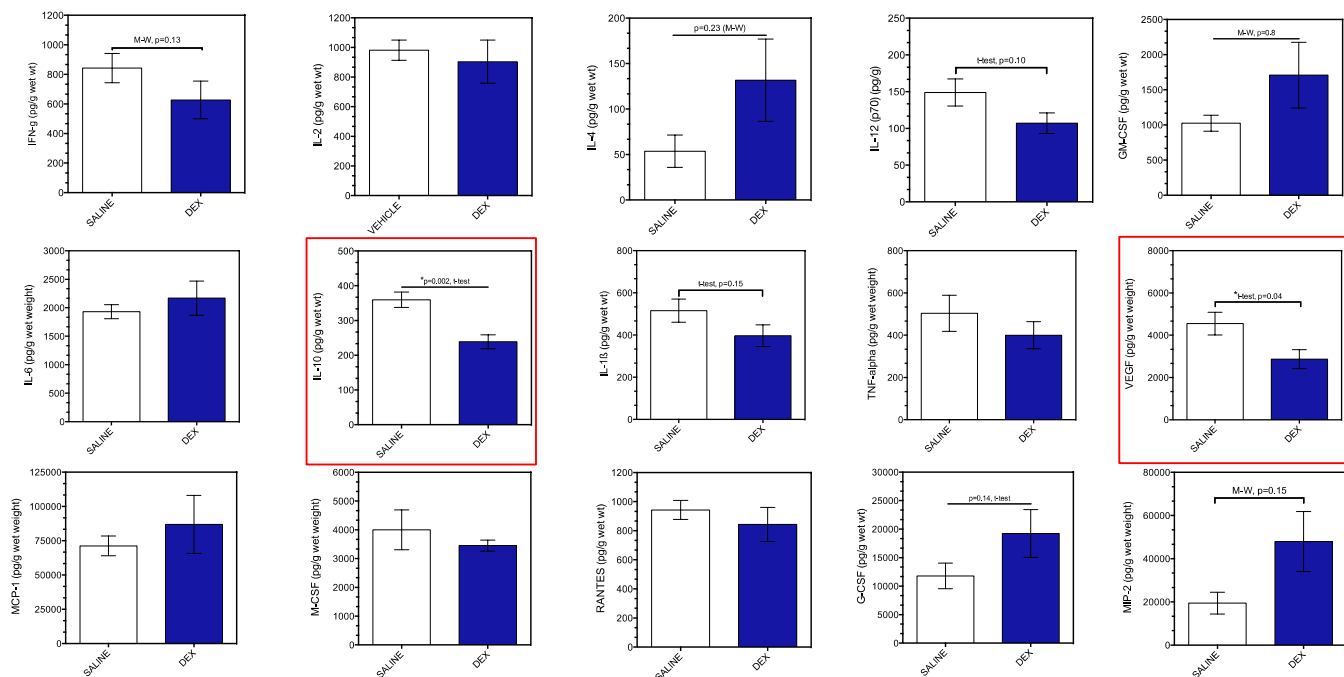 IFN-g (pg/g wet wt)
1200
1000
800
600
400
200
0
M-W, p=0.13
SALINE
DEX
IL-2 (pg/g wet wt)
1200
1000
800
600
400
200
0
VEHICLE
DEX
IL-4 (pg/g wet wt)
200
150
100
50
0
p=0.23 (M-W)
SALINE
DEX
IL-12 (p70) (pg/g)
250
200
150
100
50
0
t-test, p=0.10
SALINE
DEX
GM-CSF (pg/g wet wt)
2500
2000
1500
1000
500
0
M-W, p=0.8
SALINE
DEX
IL-6 (pg/g wet weight)
3000
2500
2000
1500
1000
500
0
SALINE
DEX
IL-10 (pg/g wet wt)
500
400
300
200
100
0
*p=0.002, t-test
SALINE
DEX
IL-1ß (pg/g wet wt)
800
600
400
200
0
t-test, p=0.15
SALINE
DEX
TNF-alpha (pg/g wet weight)
800
600
400
200
0
SALINE
DEX
VEGF (pg/g wet weight)
8000
6000
4000
2000
0
*t-test, p=0.04
SALINE
DEX
MCP-1 (pg/g wet weight)
125000
100000
75000
50000
25000
0
SALINE
DEX
M-CSF (pg/g wet weight)
6000
5000
4000
3000
2000
1000
0
SALINE
DEX
RANTES (pg/g wet wt)
1200
1000
800
600
400
200
0
SALINE
DEX
G-CSF (pg/g wet weight)
30000
25000
20000
15000
10000
5000
0
p=0.14, t-test
SALINE
DEX
MIP-2 (pg/g wet weight)
80000
60000
40000
20000
0
M-W, p=0.15
SALINE
DEX